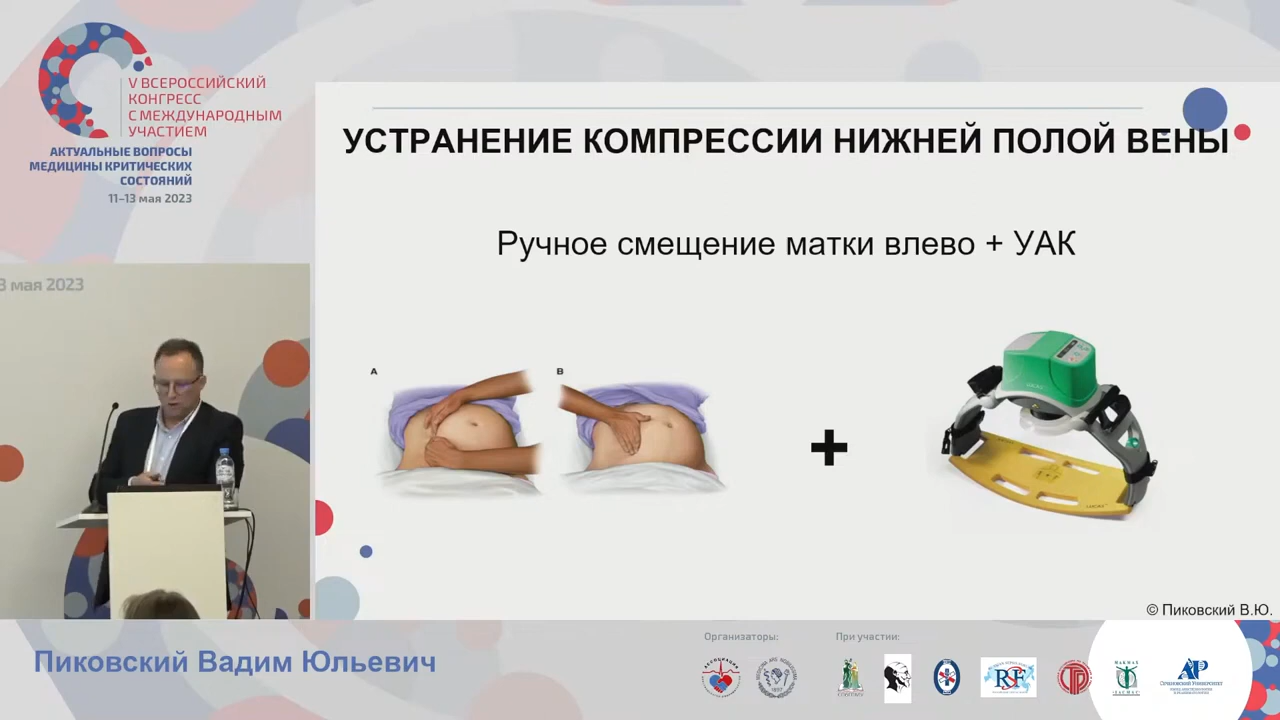 V ВСЕРОССИЙСКИЙ
КОНГРЕСС
С МЕЖДУНАРОДНЫМ
УЧАСТИЕМ
АКТУАЛЬНЫЕ ВОПРОСЫ
МЕДИЦИНЫ КРИТИЧЕСКИХ
СОСТОЯНИЙ
11–13 мая 2023
3 мая 2023
УСТРАНЕНИЕ КОМПРЕССИИ НИЖНЕЙ ПОЛОЙ ВЕНЫ
Ручное смещение матки влево + УАК
A
B
+
© Пиковский В.Ю.
Пиковский Вадим Юльевич
Организаторы:
При участии: